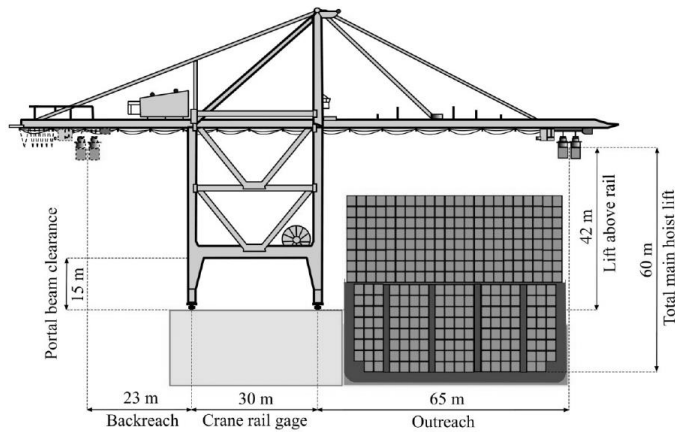 Portal beam clearance
15 m
42 m
Lift above rail
60 m
Total main hoist lift
23 m
30 m
65 m
Backreach
Crane rail gage
Outreach